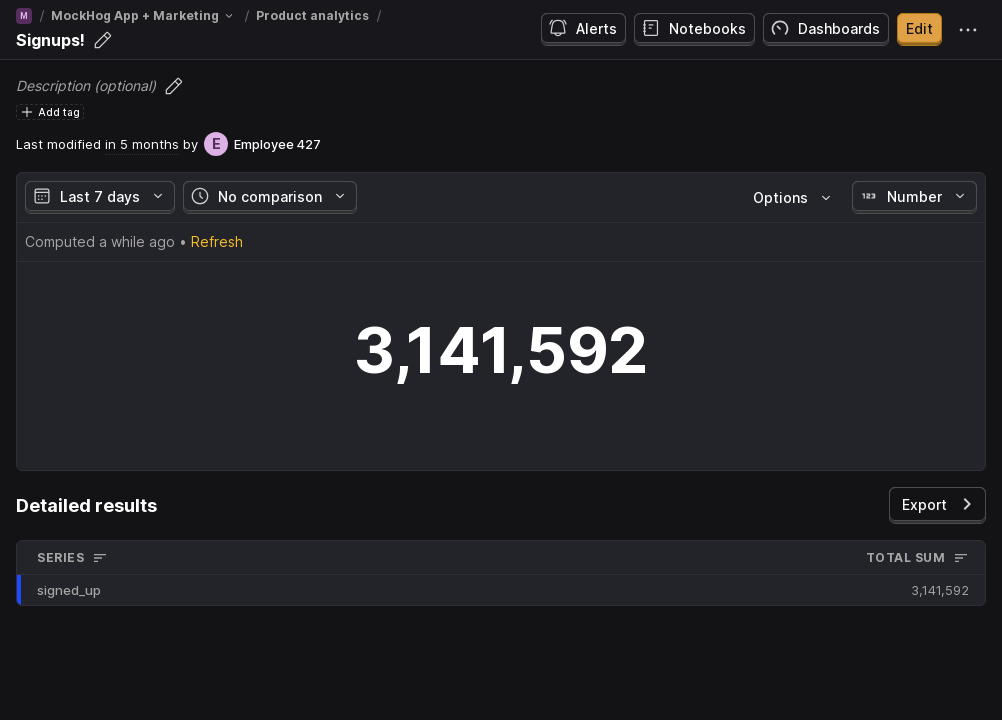 M / MockHog App + Marketing / Product analytics /
Signups!
Alerts Notebooks Dashboards Edit
Description (optional)
Add tag
Last modified in 5 months by E Employee 427
Last 7 days No comparison Options 123 Number
Computed a while ago • Refresh
3,141,592
Detailed results
Export
SERIES TOTAL SUM
signed_up 3,141,592